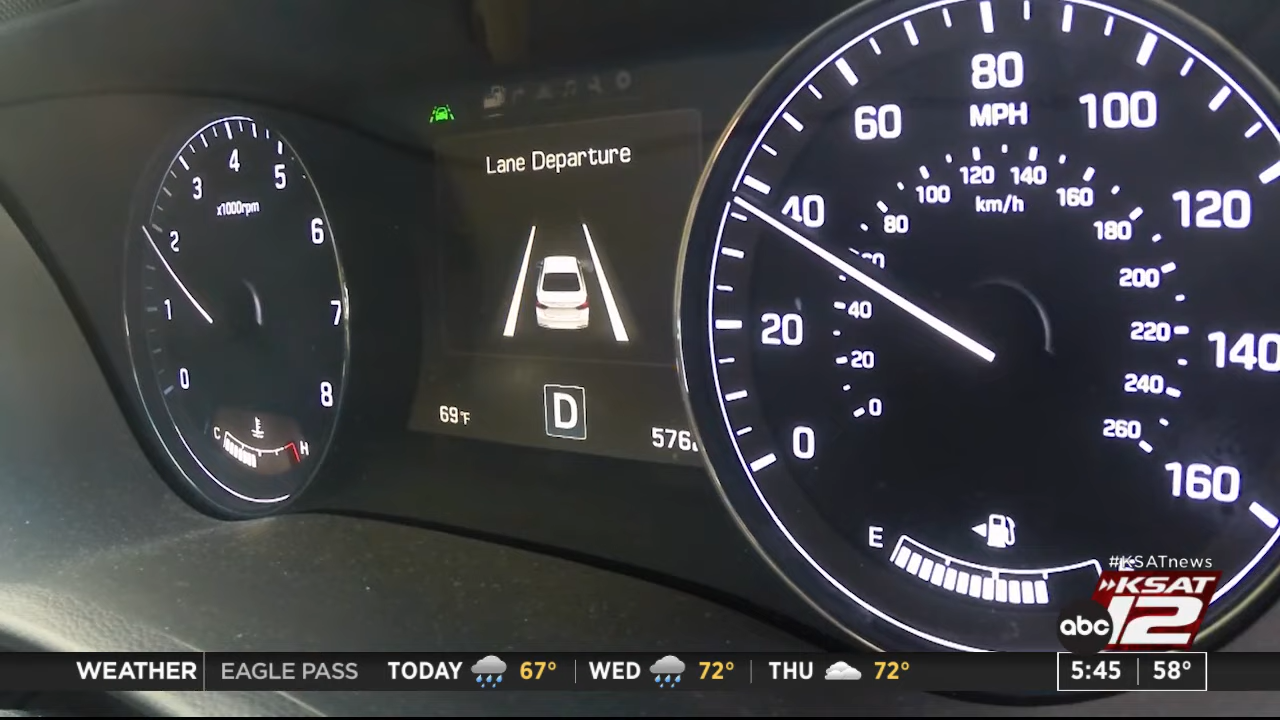 Lane Departure
0
1
2
3
4
5
6
7
8
x1000rpm
C
H
69°F
D
576
0
20
40
60
80
100
120
140
160
MPH
0
20
40
80
100
120
140
160
180
200
220
240
260
km/h
E
#KSATnews
KSAT
abc 12
WEATHER EAGLE PASS TODAY 67° WED 72° THU 72°
5:45 58°